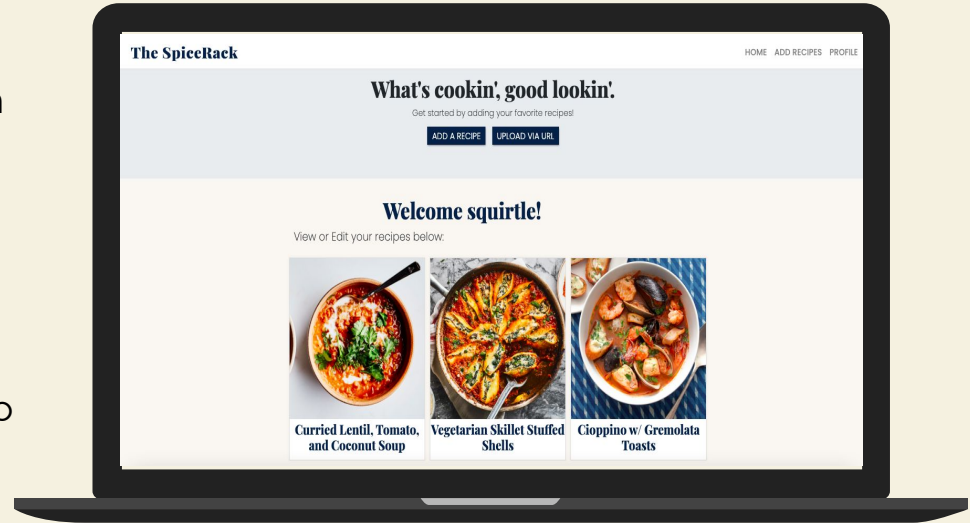 The SpiceRack
HOME ADD RECIPES PROFILE
What's cookin', good lookin'.
Get started by adding your favorite recipes!
ADD A RECIPE UPLOAD VIA URL
Welcome squirtle!
View or Edit your recipes below:
Curried Lentil, Tomato,
and Coconut Soup
Vegetarian Skillet Stuffed
Shells
Cioppino w/ Gremolata
Toasts